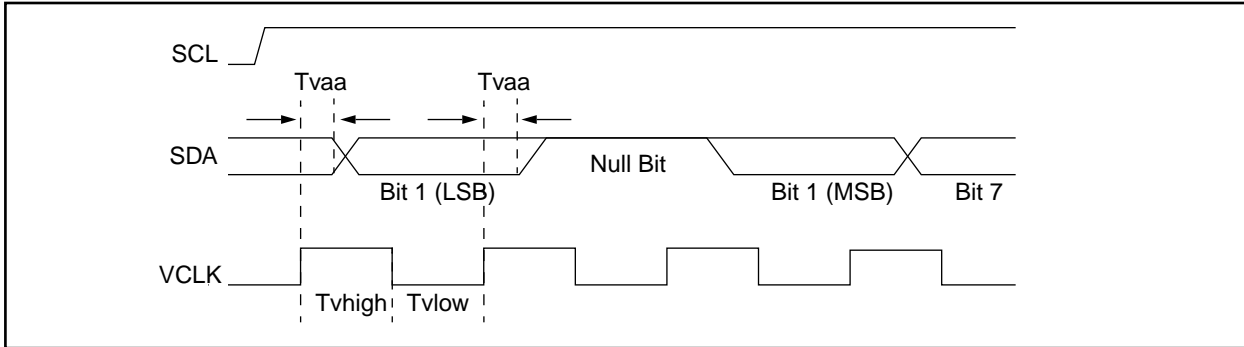 SCL
Tvaa Tvaa
SDA
Null Bit
Bit 1 (LSB) Bit 1 (MSB) Bit 7
VCLK
Tvhigh Tvlow